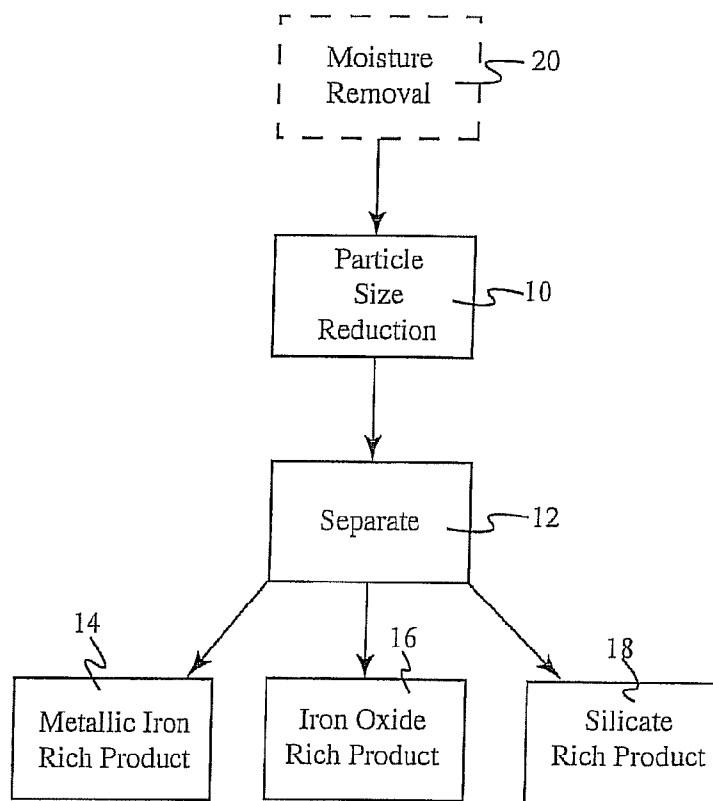 Moisture
Removal
20
Particle
Size
Reduction
10
Separate
12
14
Metallic Iron
Rich Product
16
Iron Oxide
Rich Product
18
Silicate
Rich Product